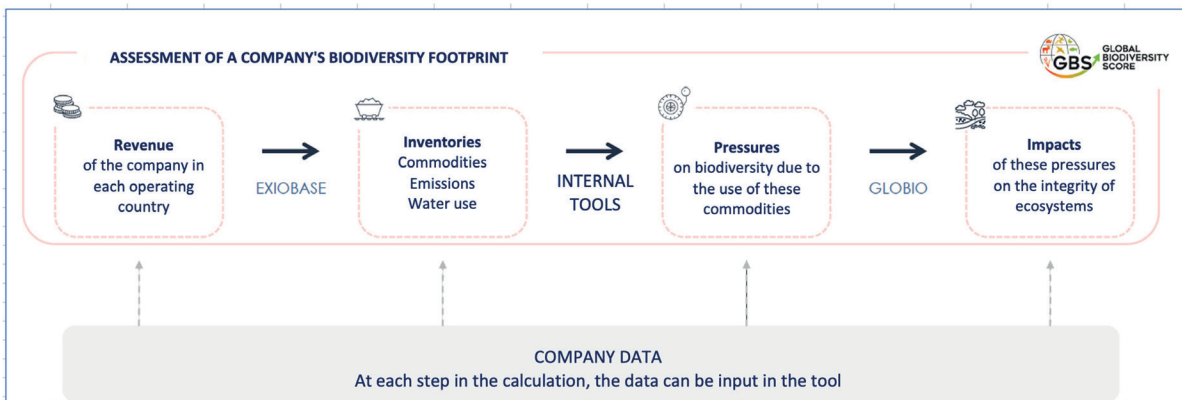 ASSESSMENT OF A COMPANY'S BIODIVERSITY FOOTPRINT
GBS
GLOBAL
BIODIVERSITY
SCORE
Revenue
of the company in
each operating
country
EXIOBASE
Inventories
Commodities
Emissions
Water use
INTERNAL
TOOLS
Pressures
on biodiversity due to
the use of these
commodities
GLOBIO
Impacts
of these pressures
on the integrity of
ecosystems
COMPANY DATA
At each step in the calculation, the data can be input in the tool